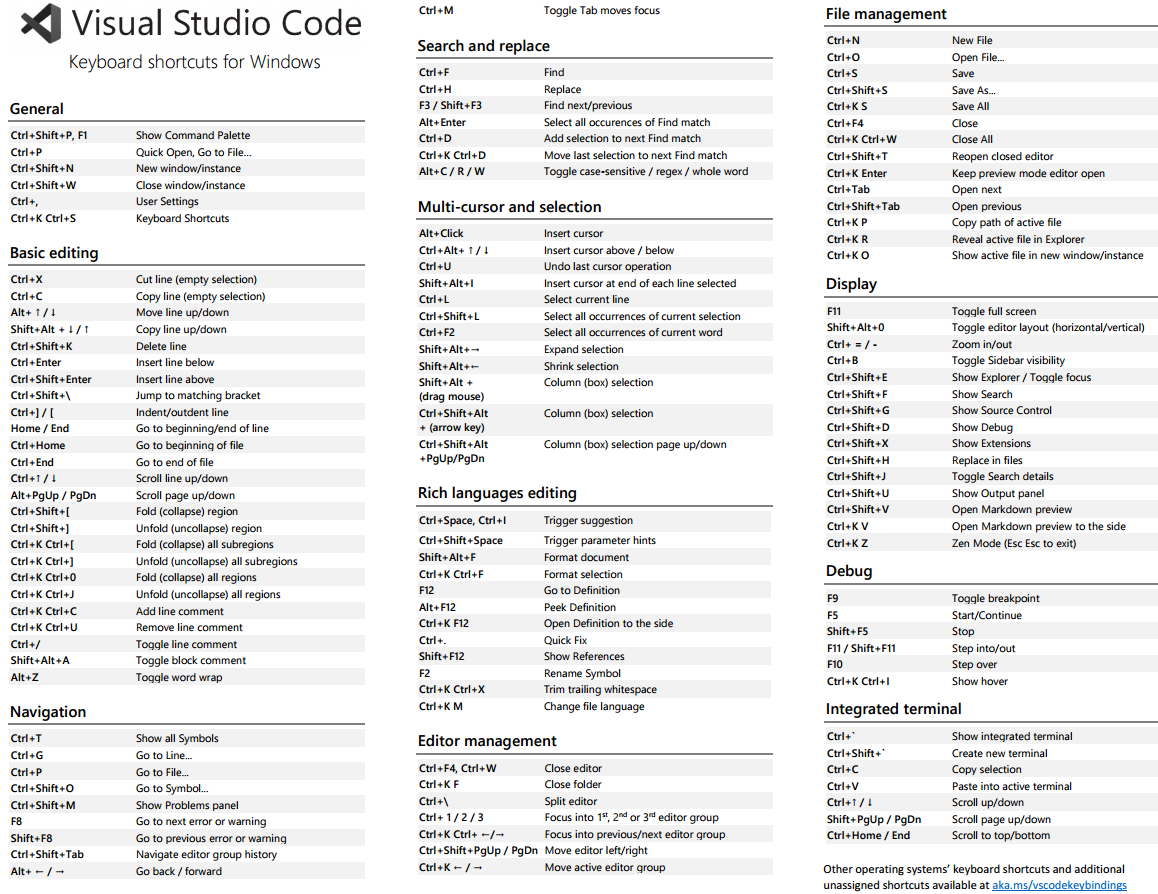 Visual Studio Code
Keyboard shortcuts for Windows
General
Ctrl+Shift+P, F1 Show Command Palette
Ctrl+P Quick Open, Go to File...
Ctrl+Shift+N New window/instance
Ctrl+Shift+W Close window/instance
Ctrl+, User Settings
Ctrl+K Ctrl+S Keyboard Shortcuts
Basic editing
Ctrl+X Cut line (empty selection)
Ctrl+C Copy line (empty selection)
Alt+ ↑ / ↓ Move line up/down
Shift+Alt + ↓ / ↑ Copy line up/down
Ctrl+Shift+K Delete line
Ctrl+Enter Insert line below
Ctrl+Shift+Enter Insert line above
Ctrl+Shift+\ Jump to matching bracket
Ctrl+] / [ Indent/outdent line
Home / End Go to beginning/end of line
Ctrl+Home Go to beginning of file
Ctrl+End Go to end of file
Ctrl+↑ / ↓ Scroll line up/down
Alt+PgUp / PgDn Scroll page up/down
Ctrl+Shift+[ Fold (collapse) region
Ctrl+Shift+] Unfold (uncollapse) region
Ctrl+K Ctrl+[ Fold (collapse) all subregions
Ctrl+K Ctrl+] Unfold (uncollapse) all subregions
Ctrl+K Ctrl+0 Fold (collapse) all regions
Ctrl+K Ctrl+J Unfold (uncollapse) all regions
Ctrl+K Ctrl+C Add line comment
Ctrl+K Ctrl+U Remove line comment
Ctrl+/ Toggle line comment
Shift+Alt+A Toggle block comment
Alt+Z Toggle word wrap
Navigation
Ctrl+T Show all Symbols
Ctrl+G Go to Line...
Ctrl+P Go to File...
Ctrl+Shift+O Go to Symbol...
Ctrl+Shift+M Show Problems panel
F8 Go to next error or warning
Shift+F8 Go to previous error or warning
Ctrl+Shift+Tab Navigate editor group history
Alt+ ← / → Go back / forward
Ctrl+M Toggle Tab moves focus
Search and replace
Ctrl+F Find
Ctrl+H Replace
F3 / Shift+F3 Find next/previous
Alt+Enter Select all occurences of Find match
Ctrl+D Add selection to next Find match
Ctrl+K Ctrl+D Move last selection to next Find match
Alt+C / R / W Toggle case-sensitive / regex / whole word
Multi-cursor and selection
Alt+Click Insert cursor
Ctrl+Alt+ ↑ / ↓ Insert cursor above / below
Ctrl+U Undo last cursor operation
Shift+Alt+I Insert cursor at end of each line selected
Ctrl+L Select current line
Ctrl+Shift+L Select all occurrences of current selection
Ctrl+F2 Select all occurrences of current word
Shift+Alt+→ Expand selection
Shift+Alt+← Shrink selection
Shift+Alt + Column (box) selection
(drag mouse)
Ctrl+Shift+Alt Column (box) selection
+ (arrow key)
Ctrl+Shift+Alt Column (box) selection page up/down
+PgUp/PgDn
Rich languages editing
Ctrl+Space, Ctrl+I Trigger suggestion
Ctrl+Shift+Space Trigger parameter hints
Shift+Alt+F Format document
Ctrl+K Ctrl+F Format selection
F12 Go to Definition
Alt+F12 Peek Definition
Ctrl+K F12 Open Definition to the side
Ctrl+. Quick Fix
Shift+F12 Show References
F2 Rename Symbol
Ctrl+K Ctrl+X Trim trailing whitespace
Ctrl+K M Change file language
Editor management
Ctrl+F4, Ctrl+W Close editor
Ctrl+K F Close folder
Ctrl+\ Split editor
Ctrl+ 1 / 2 / 3 Focus into 1st, 2nd or 3rd editor group
Ctrl+K Ctrl+ ←/→ Focus into previous/next editor group
Ctrl+Shift+PgUp / PgDn Move editor left/right
Ctrl+K ← / → Move active editor group
File management
Ctrl+N New File
Ctrl+O Open File...
Ctrl+S Save
Ctrl+Shift+S Save As...
Ctrl+K S Save All
Ctrl+F4 Close
Ctrl+K Ctrl+W Close All
Ctrl+Shift+T Reopen closed editor
Ctrl+K Enter Keep preview mode editor open
Ctrl+Tab Open next
Ctrl+Shift+Tab Open previous
Ctrl+K P Copy path of active file
Ctrl+K R Reveal active file in Explorer
Ctrl+K O Show active file in new window/instance
Display
F11 Toggle full screen
Shift+Alt+0 Toggle editor layout (horizontal/vertical)
Ctrl+ = / - Zoom in/out
Ctrl+B Toggle Sidebar visibility
Ctrl+Shift+E Show Explorer / Toggle focus
Ctrl+Shift+F Show Search
Ctrl+Shift+G Show Source Control
Ctrl+Shift+D Show Debug
Ctrl+Shift+X Show Extensions
Ctrl+Shift+H Replace in files
Ctrl+Shift+J Toggle Search details
Ctrl+Shift+U Show Output panel
Ctrl+Shift+V Open Markdown preview
Ctrl+K V Open Markdown preview to the side
Ctrl+K Z Zen Mode (Esc Esc to exit)
Debug
F9 Toggle breakpoint
F5 Start/Continue
Shift+F5 Stop
F11 / Shift+F11 Step into/out
F10 Step over
Ctrl+K Ctrl+I Show hover
Integrated terminal
Ctrl+` Show integrated terminal
Ctrl+Shift+` Create new terminal
Ctrl+C Copy selection
Ctrl+V Paste into active terminal
Ctrl+↑ / ↓ Scroll up/down
Shift+PgUp / PgDn Scroll page up/down
Ctrl+Home / End Scroll to top/bottom
Other operating systems’ keyboard shortcuts and additional
unassigned shortcuts available at aka.ms/vscodekeybindings